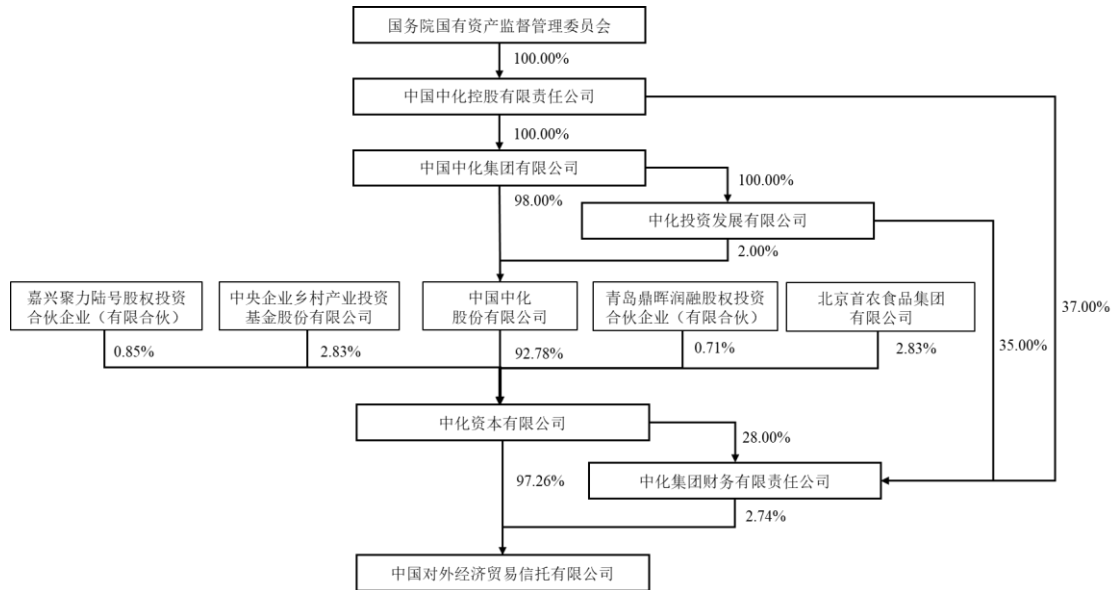 国务院国有资产监督管理委员会
100.00%
中国中化控股有限责任公司
100.00%
中国中化集团有限公司
100.00%
98.00%
中化投资发展有限公司
2.00%
嘉兴聚力陆号股权投资
合伙企业（有限合伙）
中央企业乡村产业投资
基金股份有限公司
中国中化
股份有限公司
青岛鼎晖润融股权投资
合伙企业（有限合伙）
北京首农食品集团
有限公司
37.00%
35.00%
0.85%
2.83%
92.78%
0.71%
2.83%
中化资本有限公司
28.00%
97.26%
中化集团财务有限责任公司
2.74%
中国对外经济贸易信托有限公司